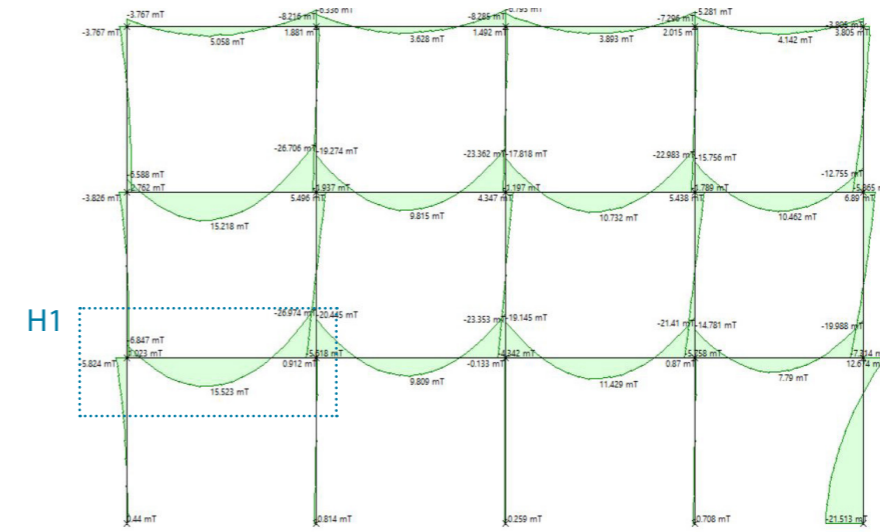 -3.767 mT
-8.216 mT
-6.336 mT
-8.285 mT
-7.296 mT
-5.281 mT
-3.767 mT
1.881 m
1.492 m
2.015 m
3.805 m
5.058 mT
3.628 mT
3.893 mT
4.142 mT
-26.706 mT
-19.274 mT
-23.362 mT
-17.818 mT
-22.983 mT
-15.756 mT
-12.755 mT
-6.588 mT
-3.826 mT
5.496 mT
4.347 mT
5.438 mT
15.218 mT
9.815 mT
10.732 mT
10.462 mT
H1
-26.974 mT
-23.353 mT
-19.145 mT
-21.41 mT
-14.781 mT
-19.988 mT
-6.847 mT
-5.824 mT
0.912 mT
-0.133 mT
0.87 mT
15.523 mT
9.809 mT
11.429 mT
7.79 mT
0.44 mT
0.814 mT
-0.259 mT
0.708 mT
-21.513 mT